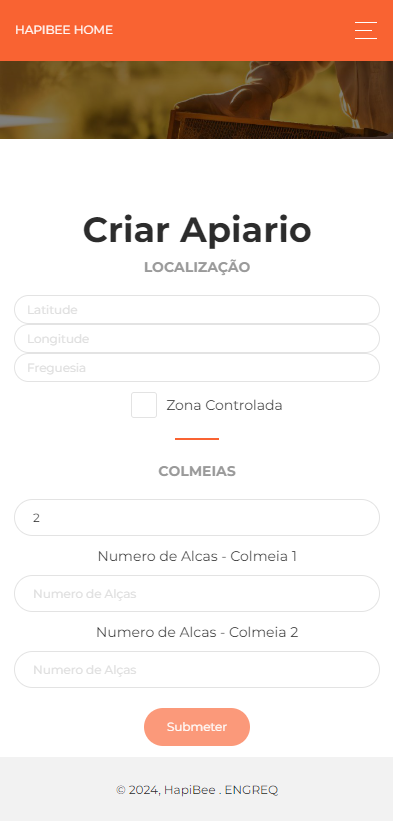 HAPIBEE HOME
Criar Apiario
LOCALIZAÇÃO
Latitude
Longitude
Freguesia
Zona Controlada
COLMEIAS
2
Numero de Alcas - Colmeia 1
Numero de Alças
Numero de Alcas - Colmeia 2
Numero de Alças
Submeter
© 2024, HapiBee . ENGREQ